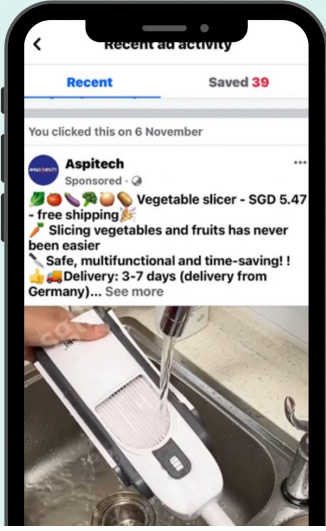 Recent ad activity
Recent Saved 39
You clicked this on 6 November
Aspitech
Sponsored ·
🥬🍅🍆🥦🧅🥔 Vegetable slicer - SGD 5.47
- free shipping🎉
🥕 Slicing vegetables and fruits has never
been easier
🔪Safe, multifunctional and time-saving! !
👍🚚Delivery: 3-7 days (delivery from
Germany)... See more